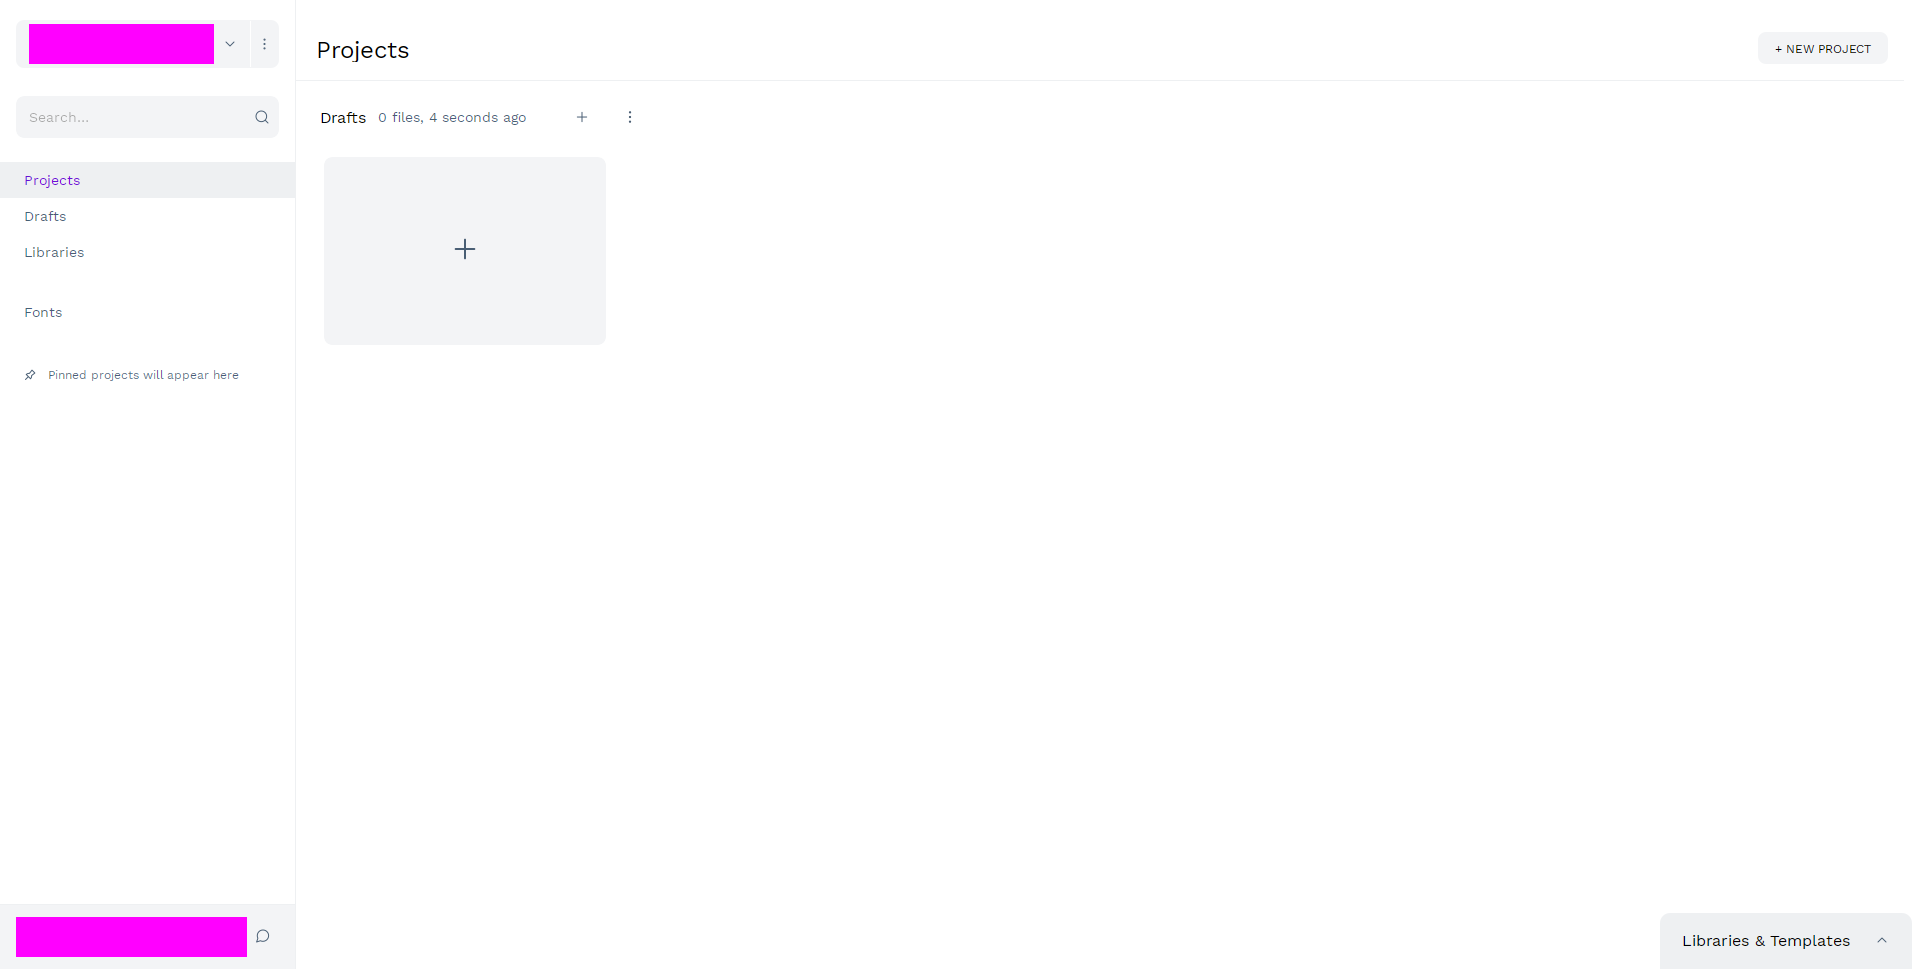 Projects
+ NEW PROJECT
Search...
Drafts 0 files, 4 seconds ago
Projects
Drafts
Libraries
Fonts
Pinned projects will appear here
Libraries & Templates